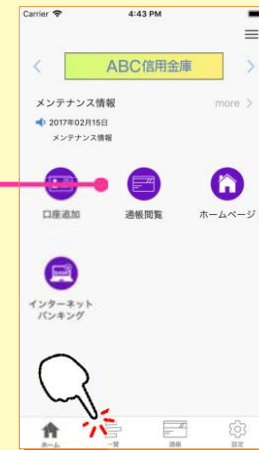 Carrier 4:43 PM
ABC信用金庫
メンテナンス情報 more >
2017年02月15日
メンテナンス情報
口座追加 通帳閲覧 ホームページ
インターネット
バンキング
ホーム 一覧 通帳 設定